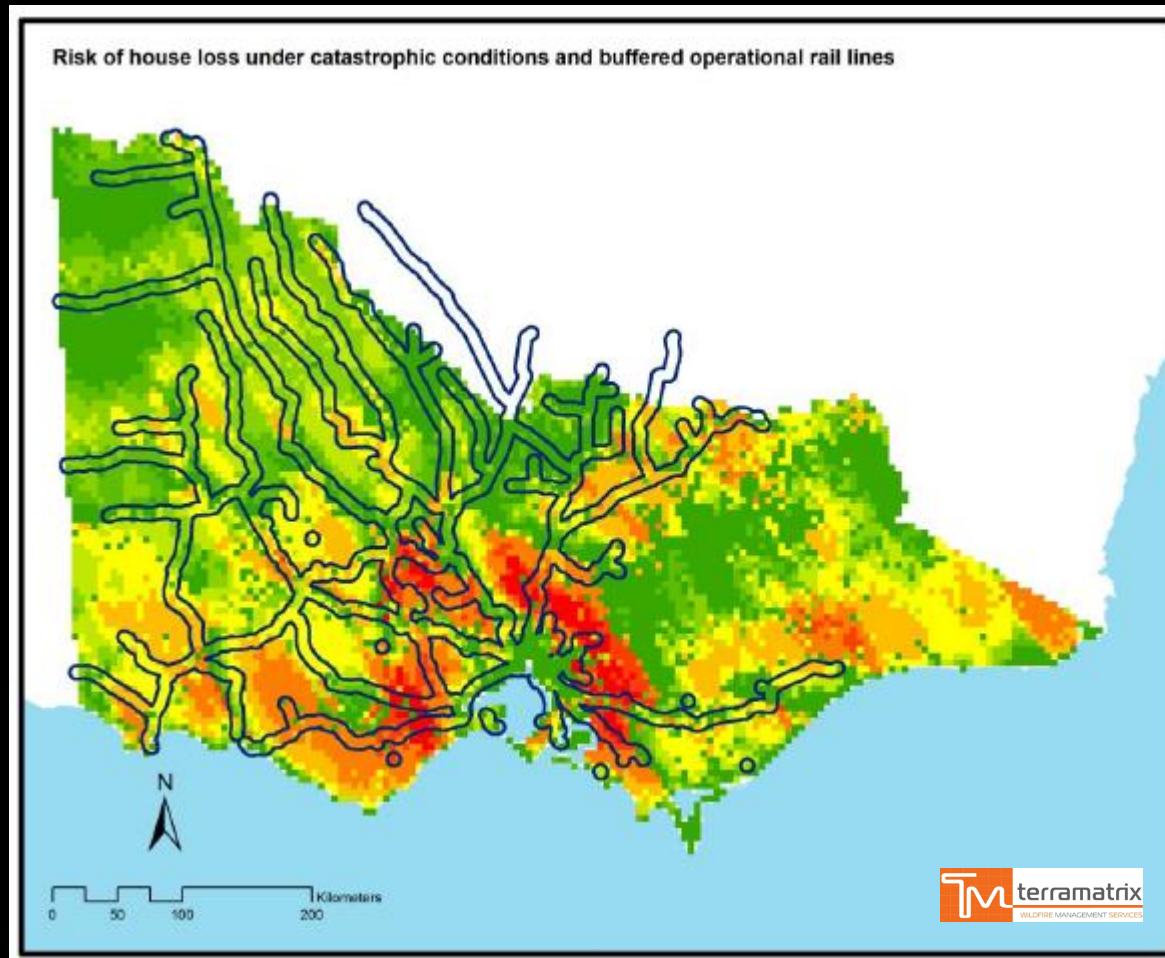 Risk of house loss under catastrophic conditions and buffered operational rail lines
N
Kilometers
0 50 100 200
TM terramatrix
WILDFIRE MANAGEMENT SERVICES